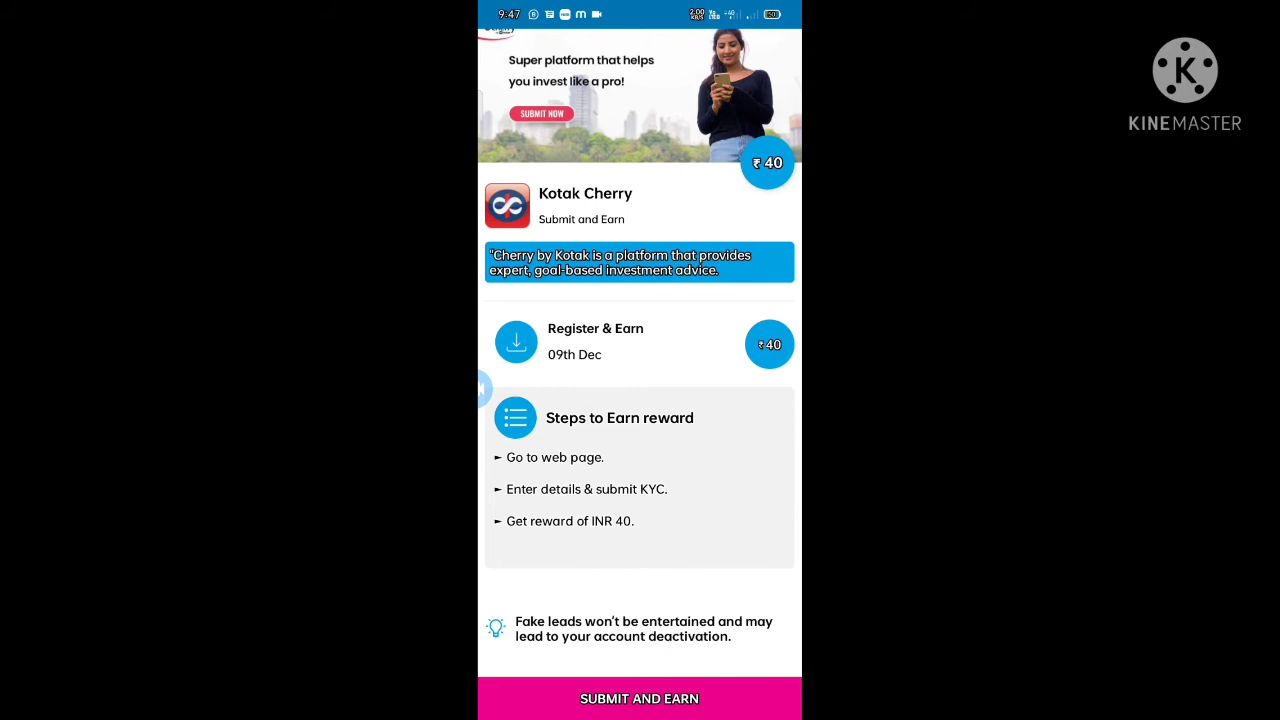 9:47
2.00
KB/S
Super platform that helps
you invest like a pro!
SUBMIT NOW
₹ 40
Kotak Cherry
Submit and Earn
"Cherry by Kotak is a platform that provides
expert, goal-based investment advice.
Register & Earn
09th Dec
₹ 40
Steps to Earn reward
► Go to web page.
► Enter details & submit KYC.
► Get reward of INR 40.
Fake leads won't be entertained and may
lead to your account deactivation.
SUBMIT AND EARN
K
KINEMASTER